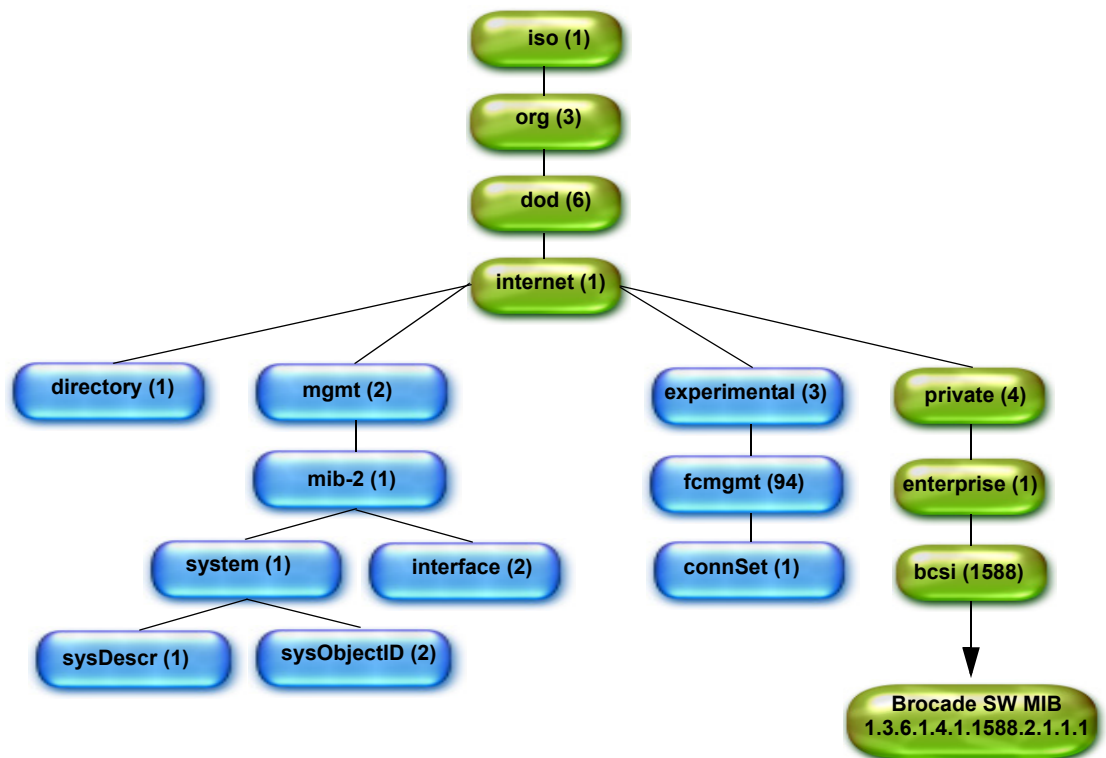 iso (1)
org (3)
dod (6)
internet (1)
directory (1)
mgmt (2)
experimental (3)
private (4)
mib-2 (1)
fcmgmt (94)
enterprise (1)
system (1)
interface (2)
connSet (1)
bcsi (1588)
sysDescr (1)
sysObjectID (2)
Brocade SW MIB
1.3.6.1.4.1.1588.2.1.1.1